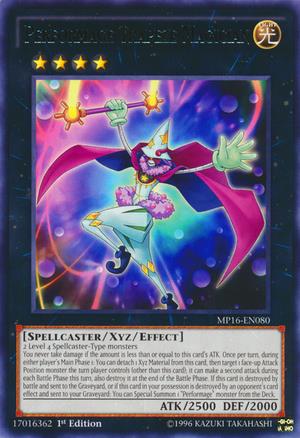 PERFORMAGE TRAPEZE MAGICIAN
LIGHT
光
MP16-EN080
[SPELLCASTER/XYZ/EFFECT]
2 Level 4 Spellcaster-Type monsters
You never take damage if the amount is less than or equal to this card's ATK. Once per turn, during
either player's Main Phase 1: You can detach 1 Xyz Material from this card, then target 1 face-up Attack
Position monster the turn player controls (other than this card); it can make a second attack during
each Battle Phase this turn, also destroy it at the end of the Battle Phase. If this card is destroyed by
battle and sent to the Graveyard, or if this card in your possession is destroyed by an opponent's card
effect and sent to your Graveyard: You can Special Summon 1 "Performage" monster from the Deck.
ATK/2500 DEF/2000
17016362 1st Edition ©1996 KAZUKI TAKAHASHI